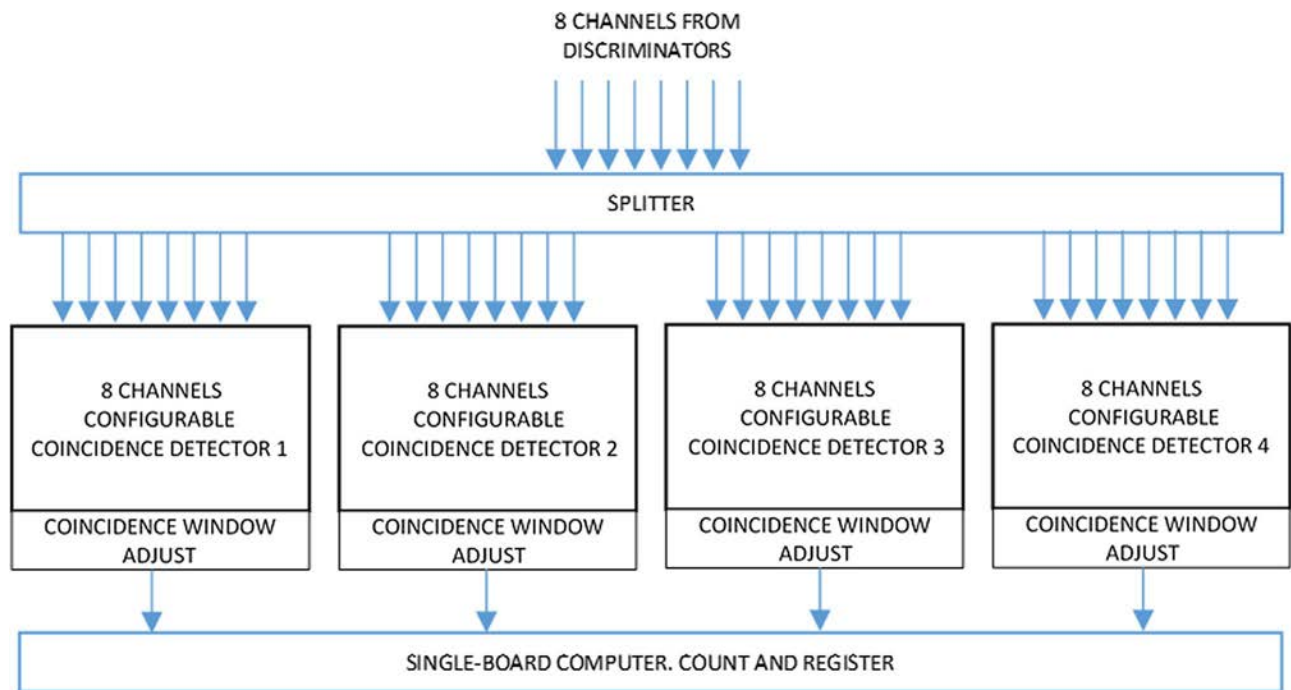 8 CHANNELS FROM
DISCRIMINATORS
SPLITTER
8 CHANNELS
CONFIGURABLE
COINCIDENCE DETECTOR 1
COINCIDENCE WINDOW
ADJUST
8 CHANNELS
CONFIGURABLE
COINCIDENCE DETECTOR 2
COINCIDENCE WINDOW
ADJUST
8 CHANNELS
CONFIGURABLE
COINCIDENCE DETECTOR 3
COINCIDENCE WINDOW
ADJUST
8 CHANNELS
CONFIGURABLE
COINCIDENCE DETECTOR 4
COINCIDENCE WINDOW
ADJUST
SINGLE-BOARD COMPUTER. COUNT AND REGISTER